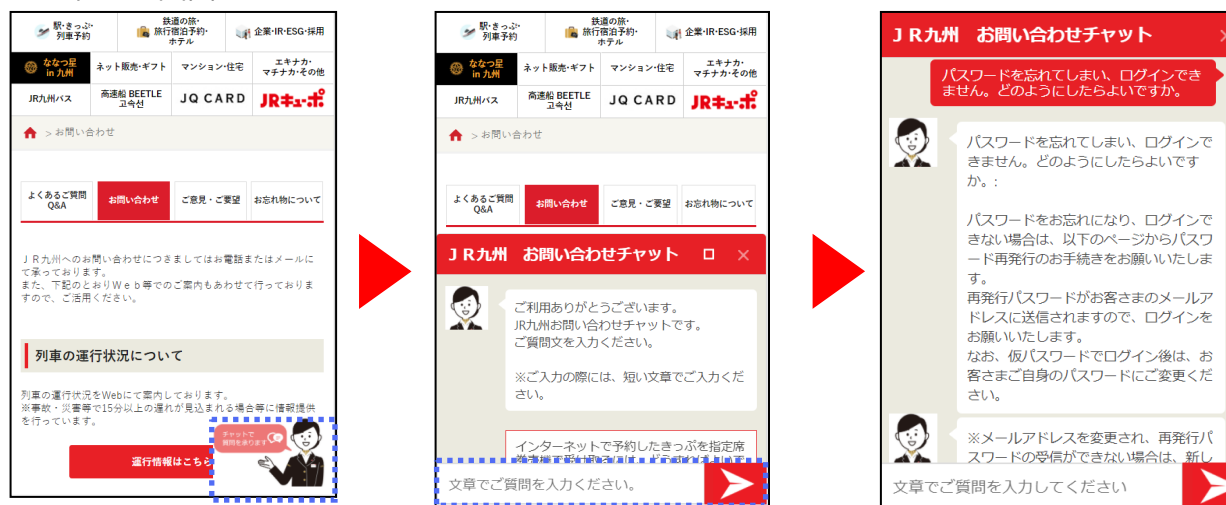 駅・きっぷ・
列車予約
鉄道の旅・
旅行宿泊予約・
ホテル
企業・IR・ESG・採用
ななつ星
in 九州
ネット販売・ギフト
マンション・住宅
エキナカ・
マチナカ・その他
JR九州バス
高速船 BEETLE
고속선
JQ CARD
JRキューポ
>お問い合わせ
よくあるご質問
Q&A
お問い合わせ
ご意見・ご要望
お忘れ物について
JR九州へのお問い合わせにつきましてはお電話またはメールに
て承っております。
また、下記のとおりWeb等でのご案内もあわせて行っておりま
すので、ご活用ください。
列車の運行状況について
列車の運行状況をWebにて案内しております。
※事故・災害等で15分以上の遅れが見込まれる場合等に情報提供
を行っています。
運行情報はこちら
チャットで
質問を承ります
駅・きっぷ・
列車予約
鉄道の旅・
旅行宿泊予約・
ホテル
企業・IR・ESG・採用
ななつ星
in 九州
ネット販売・ギフト
マンション・住宅
エキナカ・
マチナカ・その他
JR九州バス
高速船 BEETLE
고속선
JQ CARD
JRキューポ
>お問い合わせ
よくあるご質問
Q&A
お問い合わせ
ご意見・ご要望
お忘れ物について
JR九州 お問い合わせチャット
ご利用ありがとうございます。
JR九州お問い合わせチャットです。
ご質問文を入力ください。
※ご入力の際には、短い文章でご入力くだ
さい。
インターネットで予約したきっぷを指定席
文章でご質問を入力ください。
JR九州 お問い合わせチャット
パスワードを忘れてしまい、ログインでき
ません。どのようにしたらよいですか。
パスワードを忘れてしまい、ログインで
きません。どのようにしたらよいです
か。:
パスワードをお忘れになり、ログインで
きない場合は、以下のページからパスワ
ード再発行のお手続きをお願いいたしま
す。
再発行パスワードがお客さまのメールア
ドレスに送信されますので、ログインを
お願いいたします。
なお、仮パスワードでログイン後は、お
客さまご自身のパスワードにご変更くだ
さい。
※メールアドレスを変更され、再発行パ
スワードの受信ができない場合は、新し
文章でご質問を入力してください